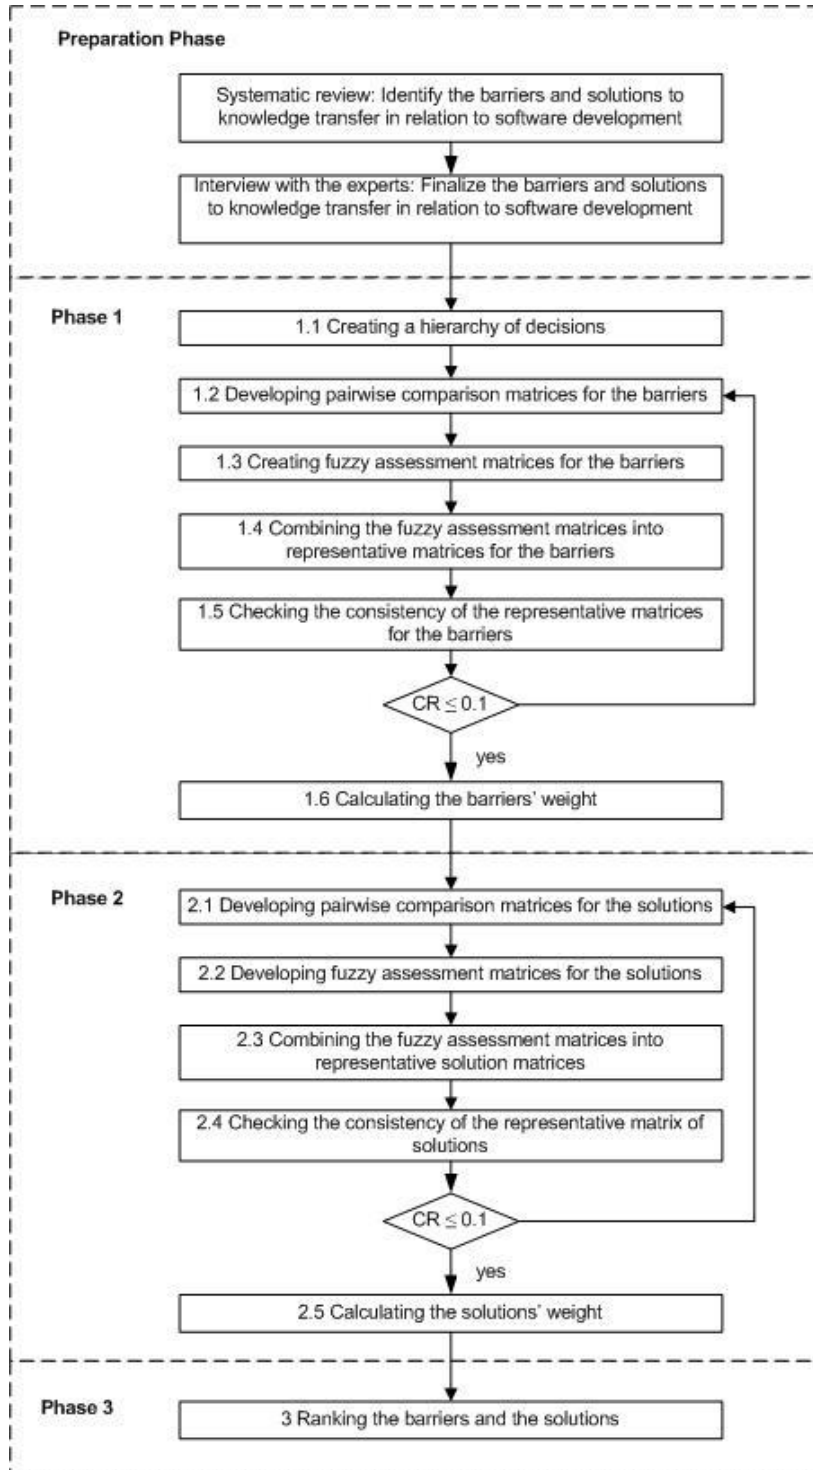 Preparation Phase
Systematic review: Identify the barriers and solutions to
knowledge transfer in relation to software development
Interview with the experts: Finalize the barriers and solutions
to knowledge transfer in relation to software development
Phase 1
1.1 Creating a hierarchy of decisions
1.2 Developing pairwise comparison matrices for the barriers
1.3 Creating fuzzy assessment matrices for the barriers
1.4 Combining the fuzzy assessment matrices into
representative matrices for the barriers
1.5 Checking the consistency of the representative matrices
for the barriers
CR ≤ 0.1
yes
1.6 Calculating the barriers’ weight
Phase 2
2.1 Developing pairwise comparison matrices for the solutions
2.2 Developing fuzzy assessment matrices for the solutions
2.3 Combining the fuzzy assessment matrices into
representative solution matrices
2.4 Checking the consistency of the representative matrix of
solutions
CR ≤ 0.1
yes
2.5 Calculating the solutions’ weight
Phase 3
3 Ranking the barriers and the solutions